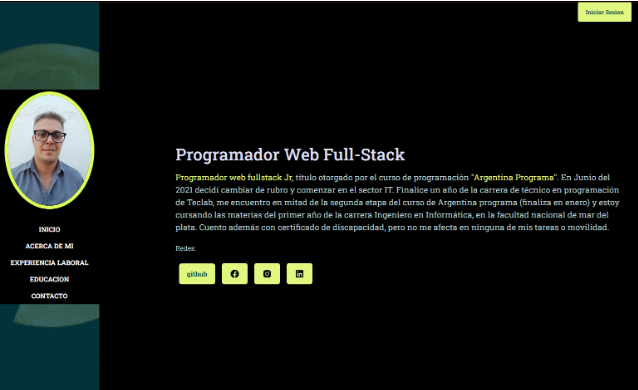 Iniciar Sesion
Programador Web Full-Stack
Programador web fullstack Jr, titulo otorgado por el curso de programación "Argentina Programa". En Junio del
2021 decidí cambiar de rubro y comenzar en el sector IT. Finalice un año de la carrera de técnico en programación
de Teclab, me encuentro en mitad de la segunda etapa del curso de Argentina programa (finaliza en enero) y estoy
cursando las materias del primer año de la carrera Ingeniero en Informática, en la facultad nacional de mar del
plata. Cuento además con certificado de discapacidad, pero no me afecta en ninguna de mis tareas o movilidad.
Redes:
github
INICIO
ACERCA DE MI
EXPERIENCIA LABORAL
EDUCACION
CONTACTO